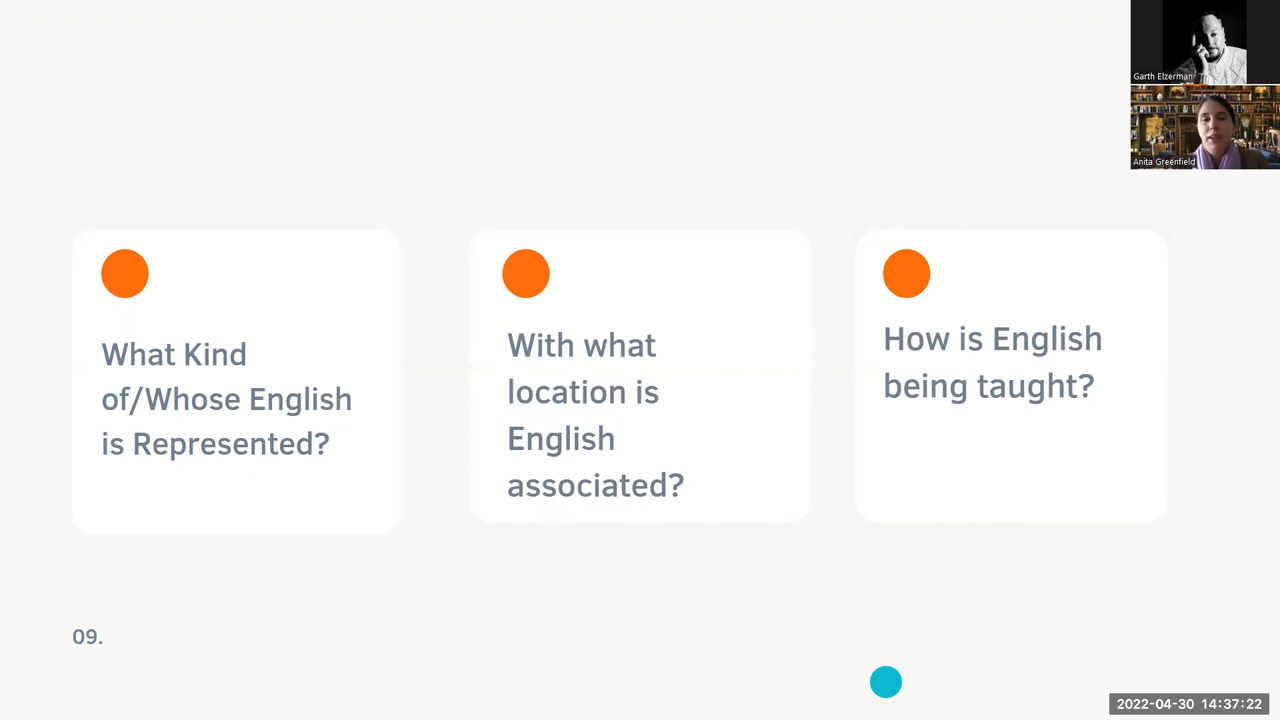 Garth Elzerman
Anita Greenfield
What Kind
of/Whose English
is Represented?
With what
location is
English
associated?
How is English
being taught?
09.
2022-04-30 14:37:22